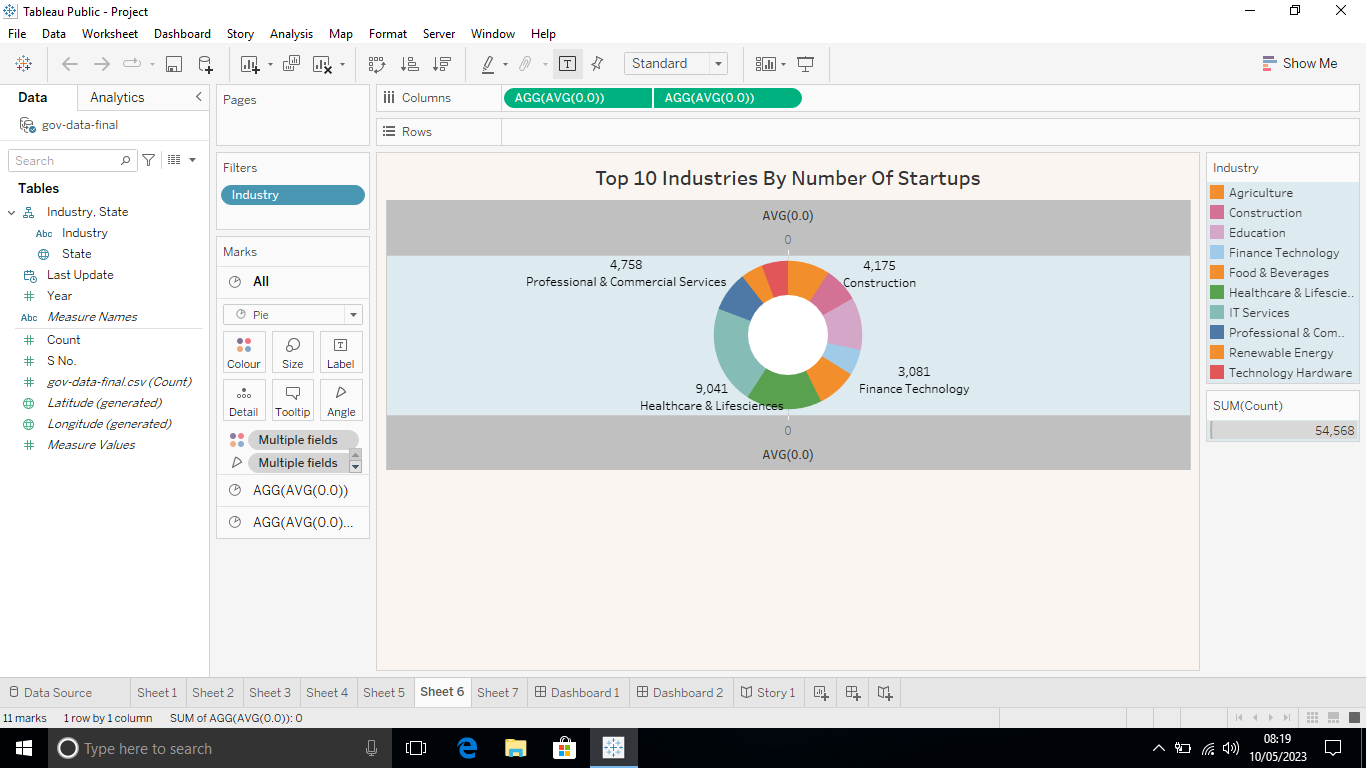 Tableau Public - Project
File Data Worksheet Dashboard Story Analysis Map Format Server Window Help
Standard
Show Me
Data Analytics
gov-data-final
Search
Tables
Industry, State
Abc Industry
State
Last Update
Year
Abc Measure Names
Count
S No.
gov-data-final.csv (Count)
Latitude (generated)
Longitude (generated)
Measure Values
Pages
Filters
Industry
Marks
All
Pie
Colour Size Label
Detail Tooltip Angle
Multiple fields
Multiple fields
AGG(AVG(0.0))
AGG(AVG(0.0)...
Columns AGG(AVG(0.0)) AGG(AVG(0.0))
Rows
Top 10 Industries By Number Of Startups
AVG(0.0)
0
4,758
Professional & Commercial Services
4,175
Construction
3,081
Finance Technology
9,041
Healthcare & Lifesciences
0
AVG(0.0)
Industry
Agriculture
Construction
Education
Finance Technology
Food & Beverages
Healthcare & Lifescie..
IT Services
Professional & Com..
Renewable Energy
Technology Hardware
SUM(Count)
54,568
Data Source Sheet 1 Sheet 2 Sheet 3 Sheet 4 Sheet 5 Sheet 6 Sheet 7 Dashboard 1 Dashboard 2 Story 1
11 marks 1 row by 1 column SUM of AGG(AVG(0.0)): 0
Type here to search
08:19
10/05/2023